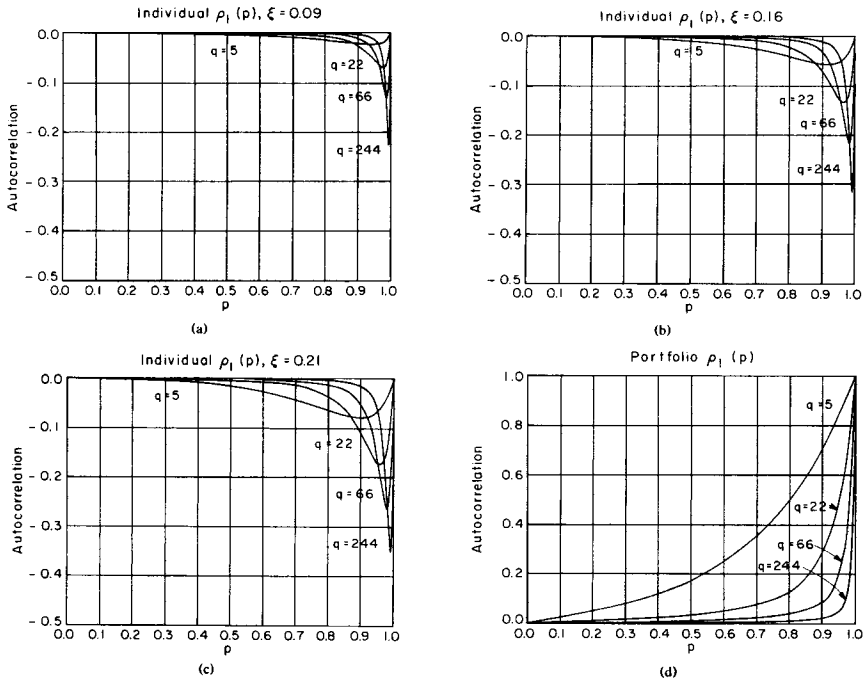 Individual ρ₁ (p), ξ = 0.09
0.0
- 0.1
- 0.2
- 0.3
- 0.4
- 0.5
Autocorrelation
q = 5
q = 22
q = 66
q = 244
0.0 0.1 0.2 0.3 0.4 0.5 0.6 0.7 0.8 0.9 1.0
p
(a)
Individual ρ₁ (p), ξ = 0.16
0.0
- 0.1
- 0.2
- 0.3
- 0.4
- 0.5
Autocorrelation
q = 5
q = 22
q = 66
q = 244
0.0 0.1 0.2 0.3 0.4 0.5 0.6 0.7 0.8 0.9 1.0
p
(b)
Individual ρ₁ (p), ξ = 0.21
0.0
- 0.1
- 0.2
- 0.3
- 0.4
- 0.5
Autocorrelation
q = 5
q = 22
q = 66
q = 244
0.0 0.1 0.2 0.3 0.4 0.5 0.6 0.7 0.8 0.9 1.0
p
(c)
Portfolio ρ₁ (p)
1.0
0.8
0.6
0.4
0.2
0.0
Autocorrelation
q = 5
q = 22
q = 66
q = 244
0.0 0.1 0.2 0.3 0.4 0.5 0.6 0.7 0.8 0.9 1.0
p
(d)